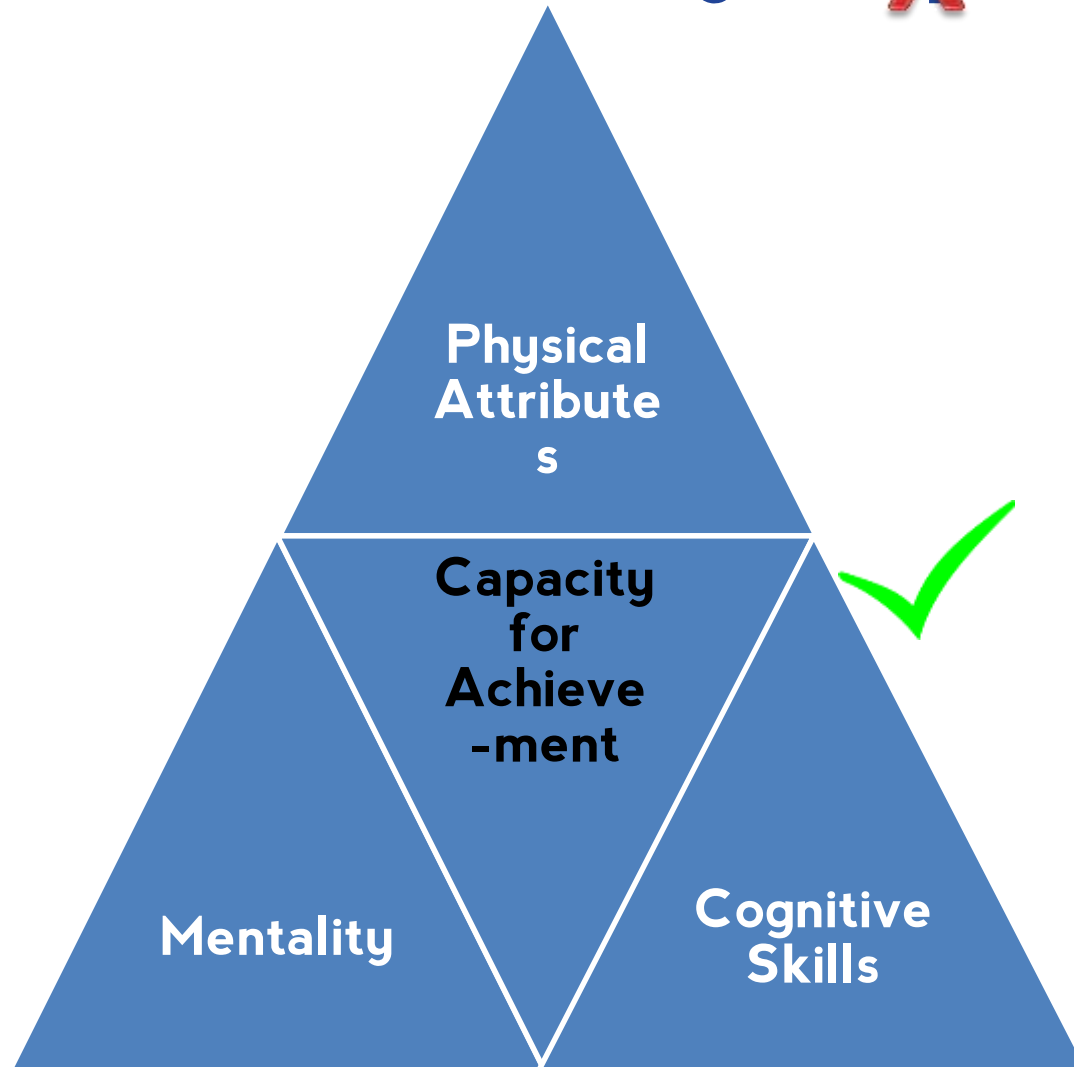 Physical
Attribute
s
Capacity
for
Achieve
-ment
Mentality
Cognitive
Skills